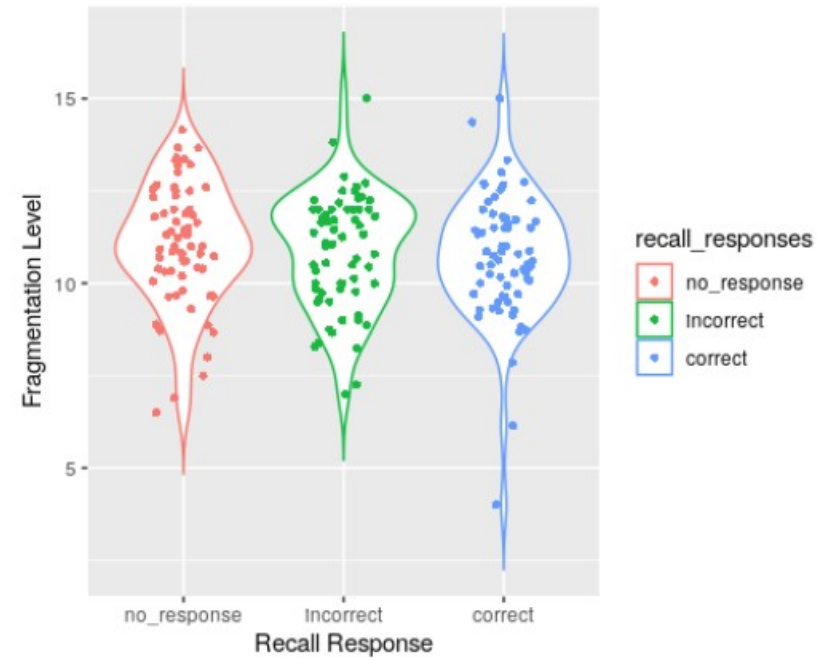 15
10
5
Fragmentation Level
no_response
Incorrect
correct
Recall Response
recall_responses
no_response
Incorrect
correct